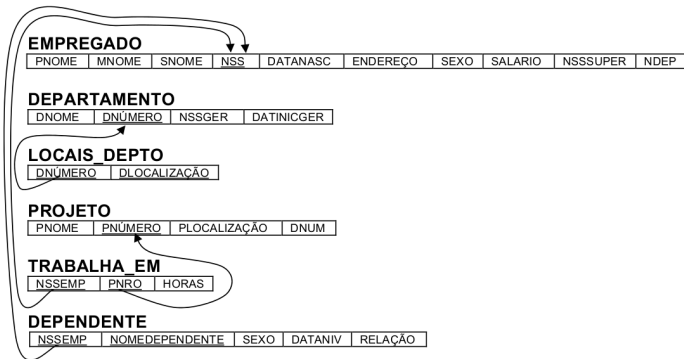 EMPREGADO
PNOME MNOME SNOME NSS DATANASC ENDEREÇO SEXO SALARIO NSSSUPER NDEP
DEPARTAMENTO
DNOME DNÚMERO NSSGER DATINICGER
LOCAIS_DEPTO
DNÚMERO DLOCALIZAÇÃO
PROJETO
PNOME PNÚMERO PLOCALIZAÇÃO DNUM
TRABALHA_EM
NSSEMP PNRO HORAS
DEPENDENTE
NSSEMP NOMEDEPENDENTE SEXO DATANIV RELAÇÃO